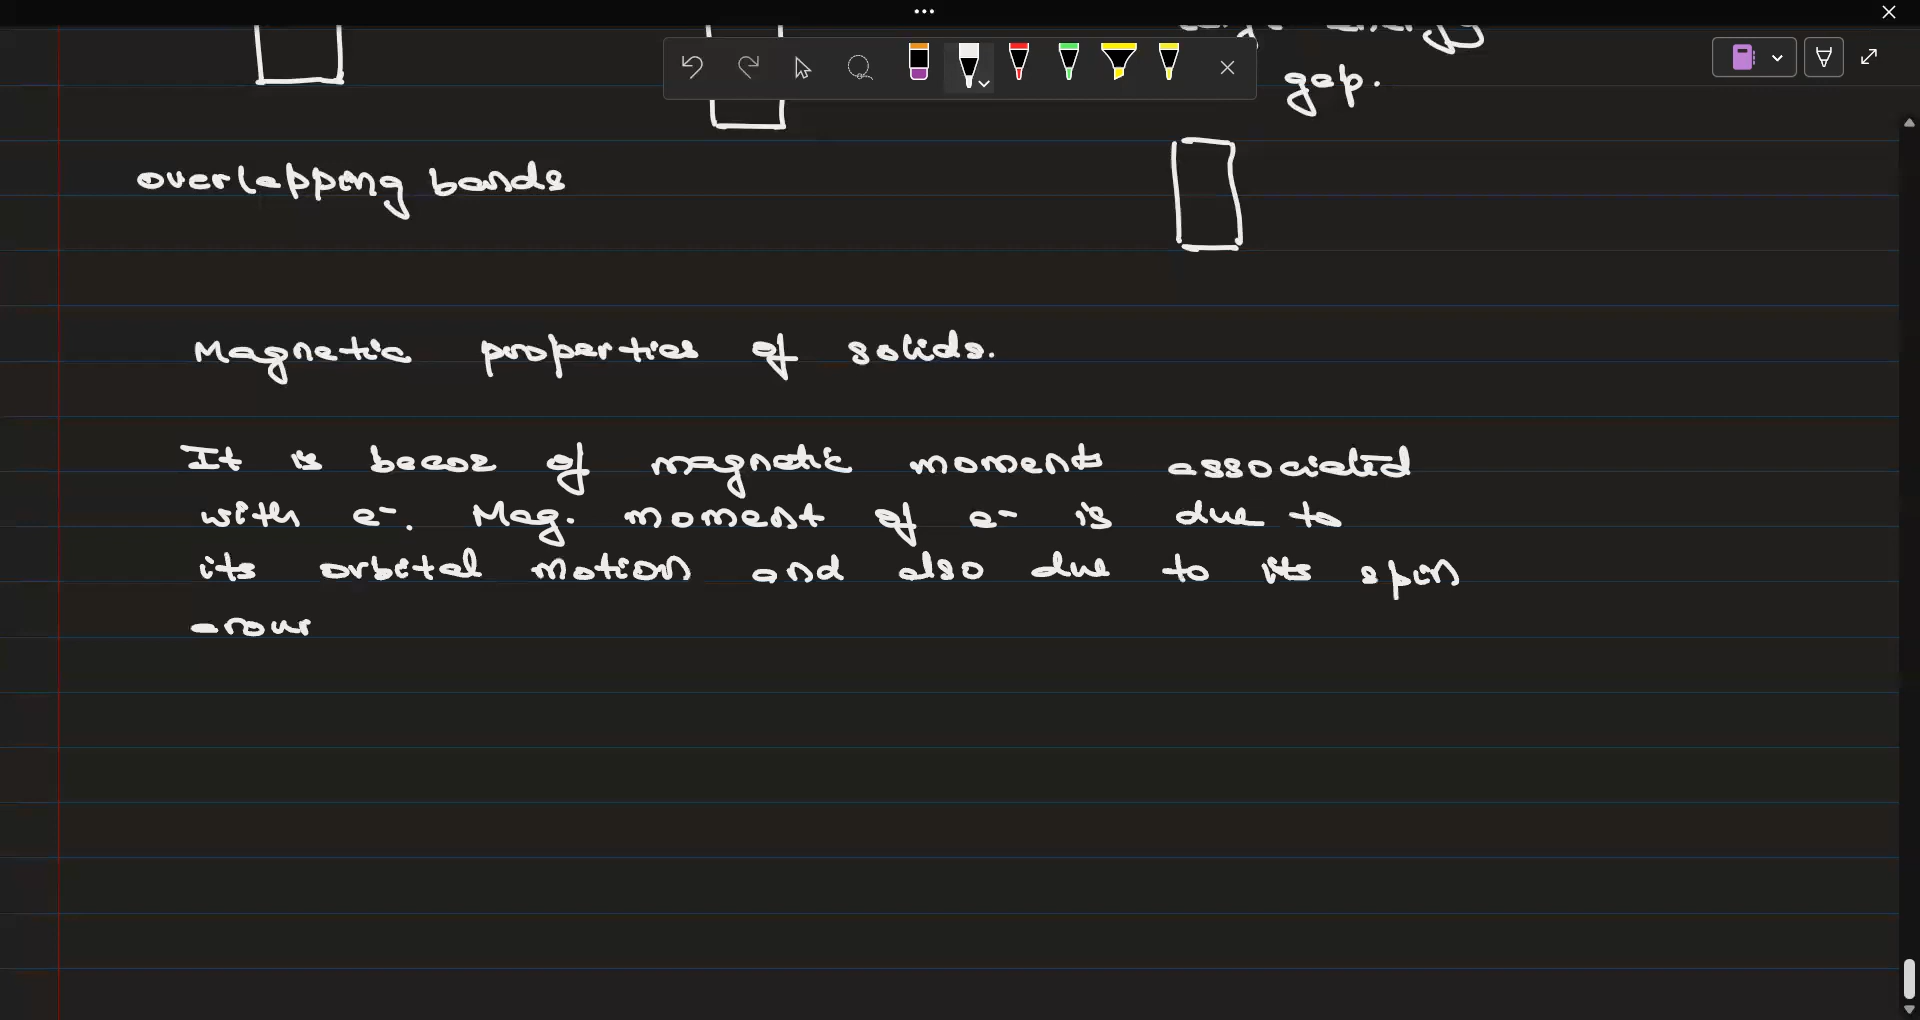 gap.
overlapping bands
Magnetic properties of solids.
It is becoz of magnetic moment associated
with e-. Mag. moment of e- is due to
its orbital motion and also due to its spin
aroun